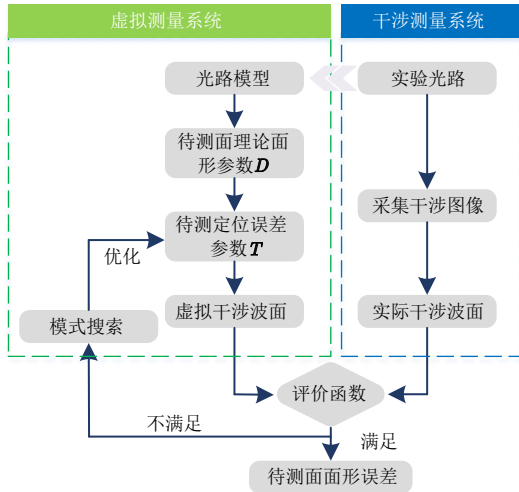 虚拟测量系统
干涉测量系统
光路模型
实验光路
待测面理论面
形参数D
采集干涉图像
待测定位误差
参数T
优化
虚拟干涉波面
实际干涉波面
模式搜索
评价函数
不满足
满足
待测面面形误差